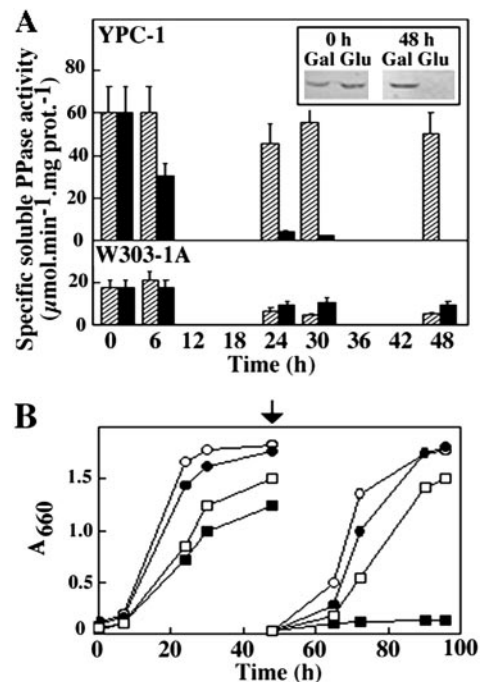 A
YPC-1
0 h 48 h
Gal Glu Gal Glu
Specific soluble PPase activity
(μmol.min⁻¹.mg prot.⁻¹)
60
40
20
0
W303-1A
20
0
0 6 12 18 24 30 36 42 48
Time (h)
B
A660
1.5
1.0
0.5
0
0 20 40 60 80 100
Time (h)